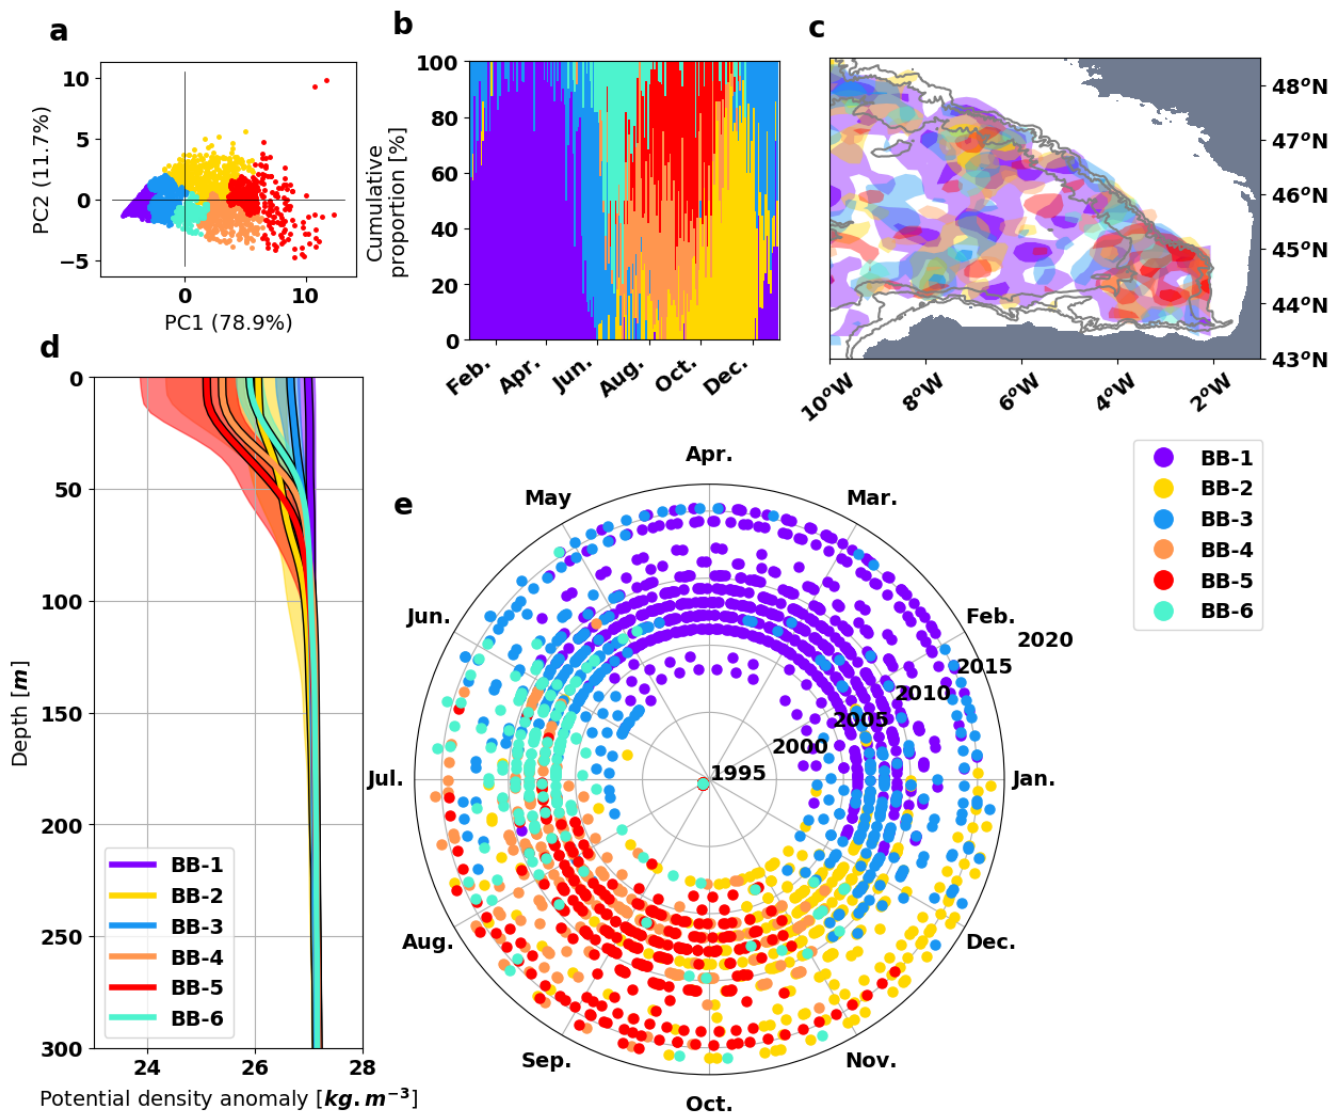 a
10
5
0
−5
0
10
PC2 (11.7%)
PC1 (78.9%)
b
100
80
60
40
20
0
Cumulative
proportion [%]
Feb.
Apr.
Jun.
Aug.
Oct.
Dec.
c
48°N
47°N
46°N
45°N
44°N
43°N
10°W
8°W
6°W
4°W
2°W
d
0
50
100
150
200
250
300
Depth [m]
24
26
28
Potential density anomaly [kg.m⁻³]
BB-1
BB-2
BB-3
BB-4
BB-5
BB-6
e
Apr.
May
Mar.
Jun.
Feb.
Jul.
Jan.
Aug.
Dec.
Sep.
Nov.
Oct.
2020
2015
2010
2005
2000
1995
BB-1
BB-2
BB-3
BB-4
BB-5
BB-6